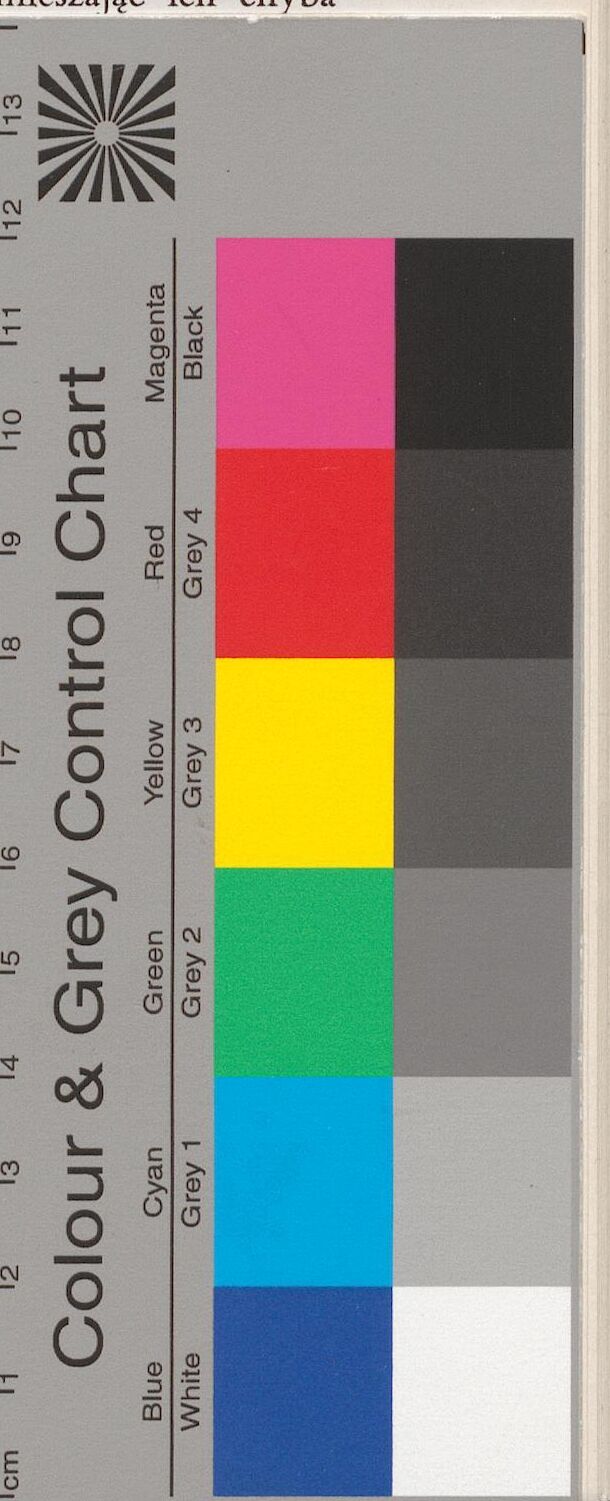 Colour & Grey Control Chart
Blue Cyan Green Yellow Red Magenta
White Grey 1 Grey 2 Grey 3 Grey 4 Black
cm 1 2 3 4 5 6 7 8 9 10 11 12 13